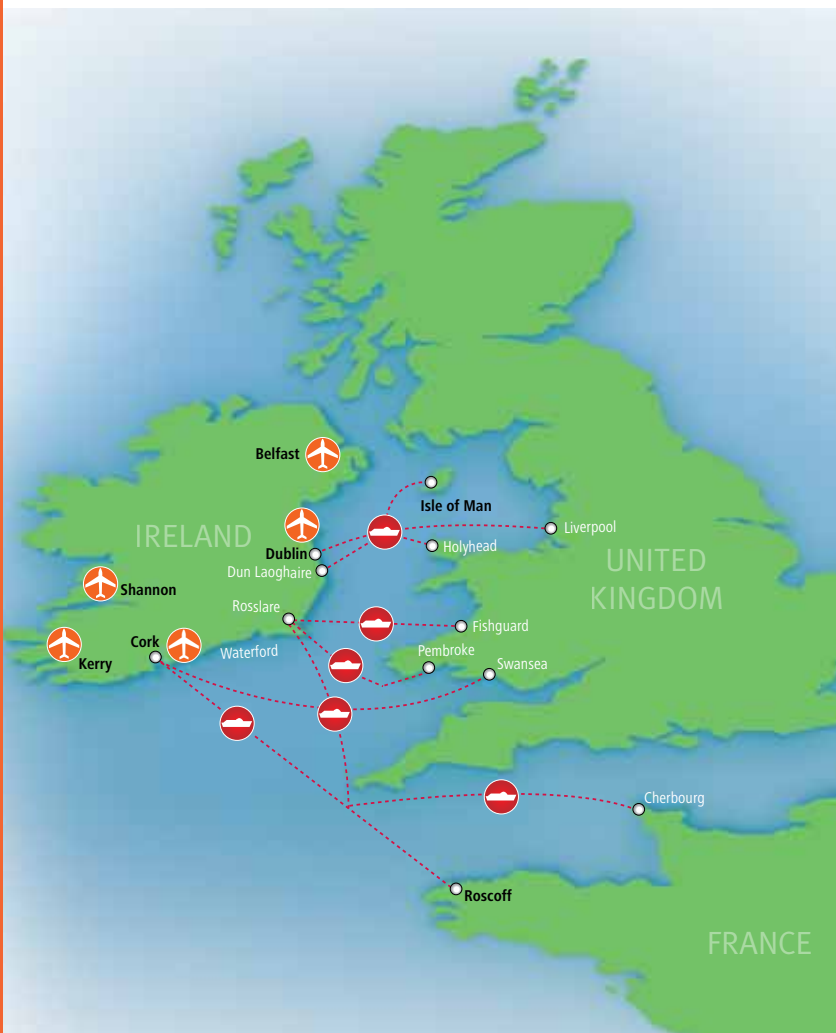 Belfast
Isle of Man
IRELAND
Liverpool
Holyhead
Dublin
UNITED
KINGDOM
Dun Laoghaire
Shannon
Rosslare
Fishguard
Cork
Waterford
Pembroke
Kerry
Swansea
Cherbourg
Roscoff
FRANCE